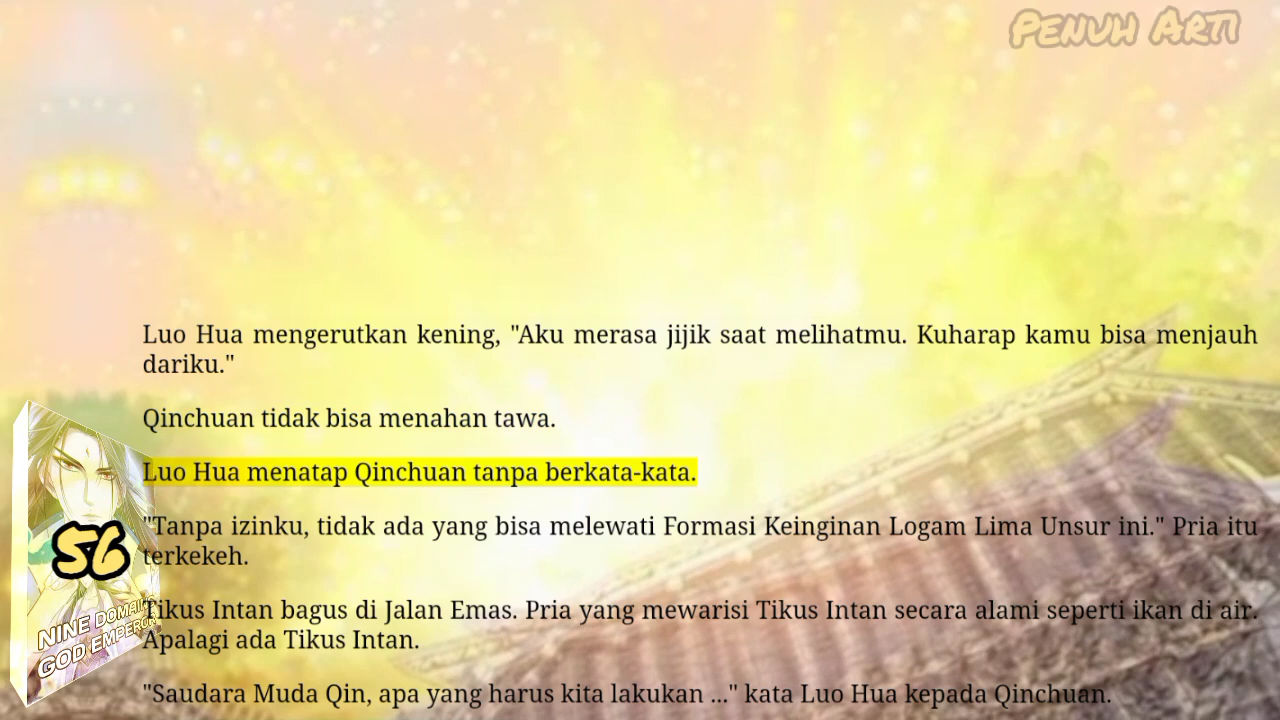 Penuh Arti
Luo Hua mengerutkan kening, "Aku merasa jijik saat melihatmu. Kuharap kamu bisa menjauh
dariku."
Qinchuan tidak bisa menahan tawa.
Luo Hua menatap Qinchuan tanpa berkata-kata.
"Tanpa izinku, tidak ada yang bisa melewati Formasi Keinginan Logam Lima Unsur ini." Pria itu
terkekeh.
Tikus Intan bagus di Jalan Emas. Pria yang mewarisi Tikus Intan secara alami seperti ikan di air.
Apalagi ada Tikus Intan.
"Saudara Muda Qin, apa yang harus kita lakukan ..." kata Luo Hua kepada Qinchuan.
56
NINE DOMAINS
GOD EMPEROR